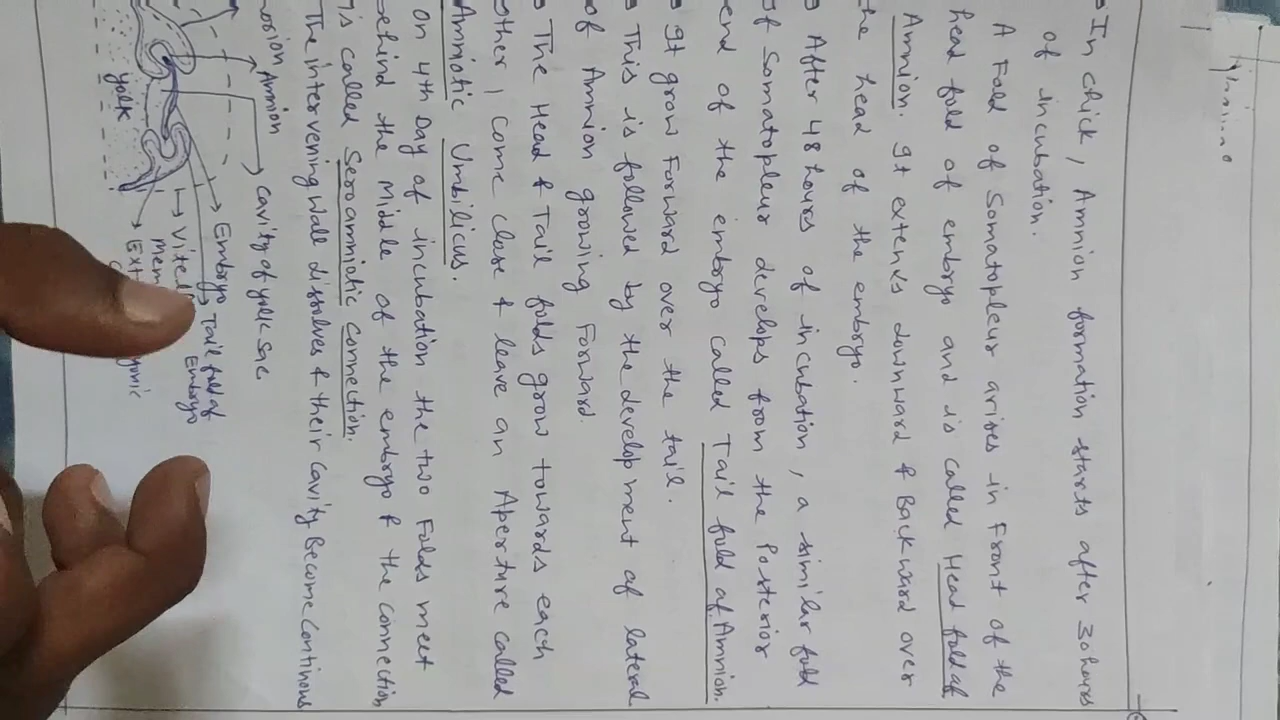 • In chick, Amnion formation starts after 30 hours
of incubation.
A Fold of Somatopleur arises in Front of the
head fold of embryo and is called Head fold of
Amnion. It extends downward & Backward over
the head of the embryo.
• After 48 hours of incubation, a similar fold
of Somatopleur develops from the Posterior
end of the embryo called Tail fold of Amnion.
• It grow Forward over the tail.
• This is followed by the development of lateral
of Amnion growing Forward.
• The Head & Tail folds grow towards each
other, come close & leave an Aperture called
Amniotic Umbilicus.
On 4th Day of incubation the two Folds meet
behind the Middle of the embryo & the connection
is called Seroamniotic connection.
The intervening wall dissolves & their cavity Become Continuous
Amnion
Cavity of yolk sac
Embryo
Tail fold of
Embryo
yolk